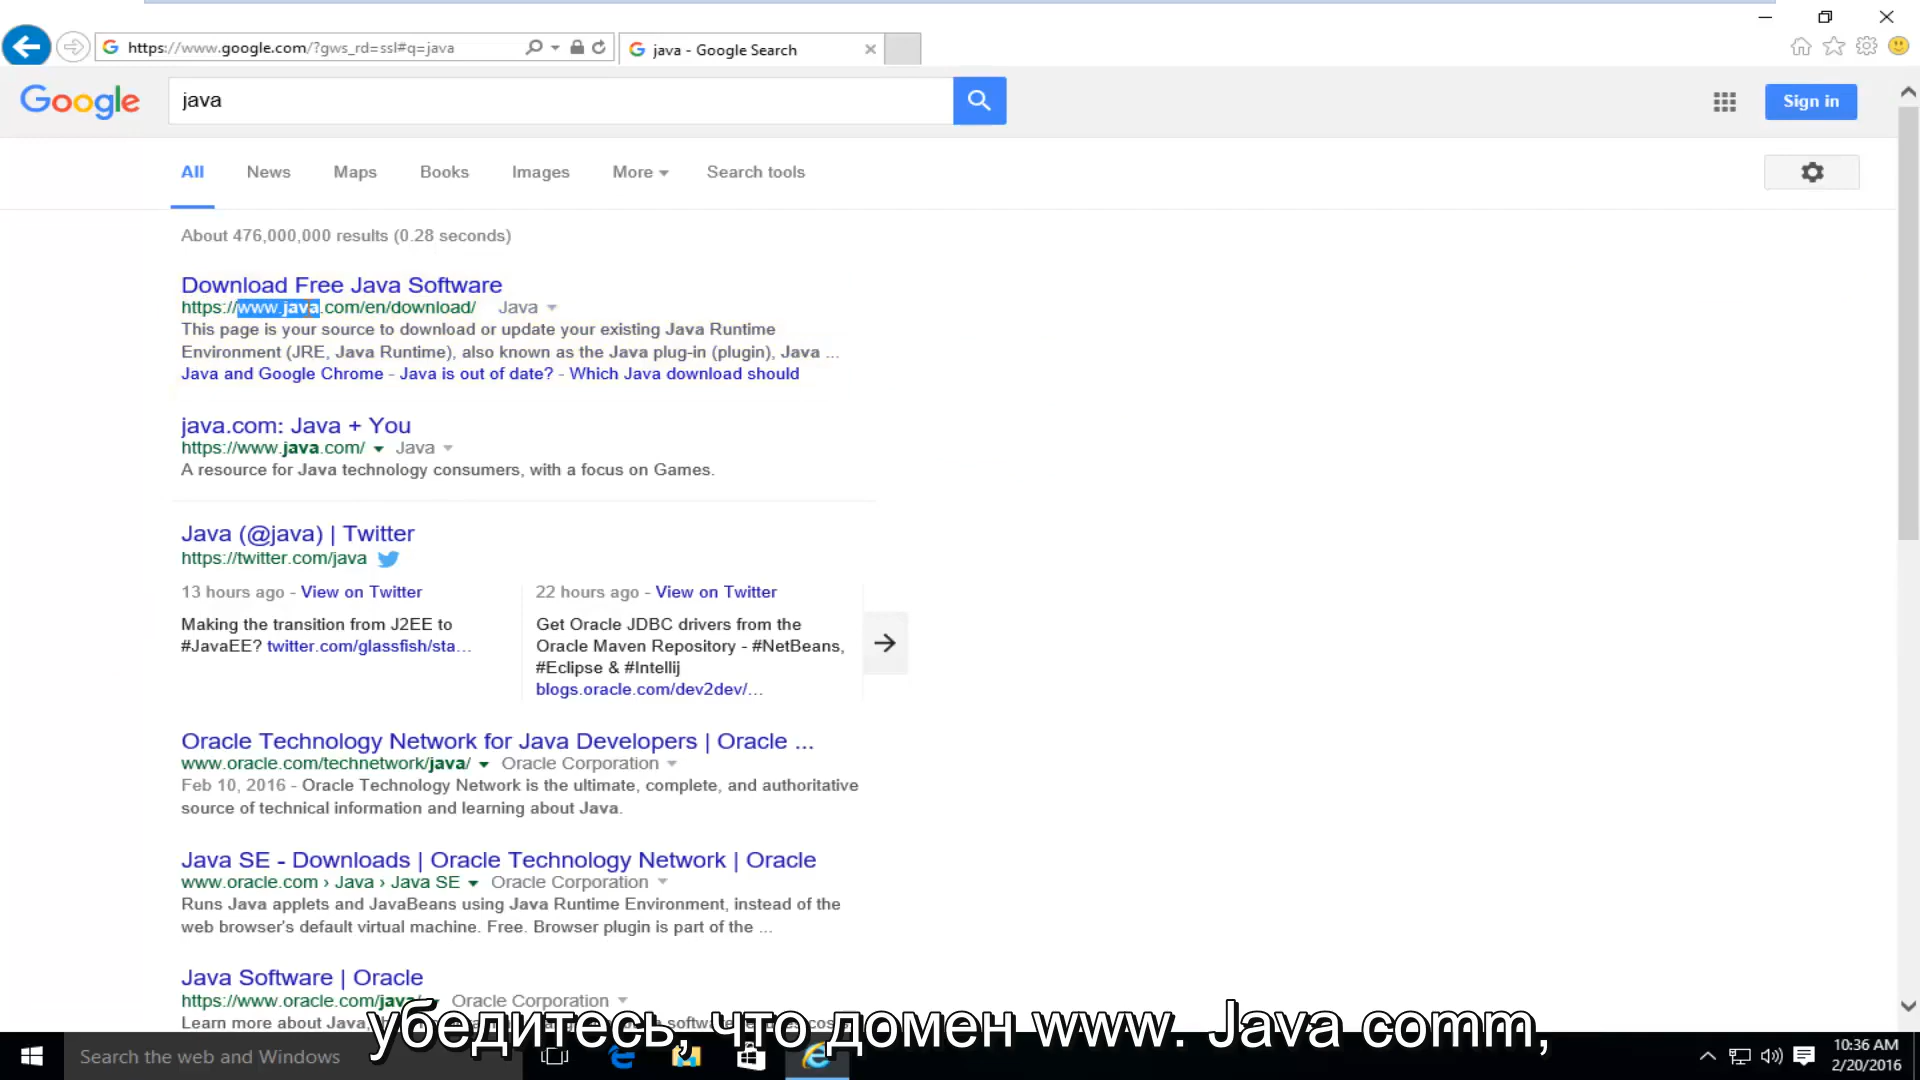 https://www.google.com/?gws_rd=ssl#q=java
java - Google Search
Google
java
Sign in
All News Maps Books Images More Search tools
About 476,000,000 results (0.28 seconds)
Download Free Java Software
https://www.java.com/en/download/ Java
This page is your source to download or update your existing Java Runtime
Environment (JRE, Java Runtime), also known as the Java plug-in (plugin), Java ...
Java and Google Chrome - Java is out of date? - Which Java download should
java.com: Java + You
https://www.java.com/ Java
A resource for Java technology consumers, with a focus on Games.
Java (@java) | Twitter
https://twitter.com/java
13 hours ago - View on Twitter
Making the transition from J2EE to
#JavaEE? twitter.com/glassfish/sta...
22 hours ago - View on Twitter
Get Oracle JDBC drivers from the
Oracle Maven Repository - #NetBeans,
#Eclipse & #Intellij
blogs.oracle.com/dev2dev/...
Oracle Technology Network for Java Developers | Oracle ...
www.oracle.com/technetwork/java/ Oracle Corporation
Feb 10, 2016 - Oracle Technology Network is the ultimate, complete, and authoritative
source of technical information and learning about Java.
Java SE - Downloads | Oracle Technology Network | Oracle
www.oracle.com › Java › Java SE Oracle Corporation
Runs Java applets and JavaBeans using Java Runtime Environment, instead of the
web browser's default virtual machine. Free. Browser plugin is part of the ...
Java Software | Oracle
https://www.oracle.com/java/ Oracle Corporation
Learn more about Java,
убедитесь, что домен www. Java comm,
Search the web and Windows
10:36 AM
2/20/2016